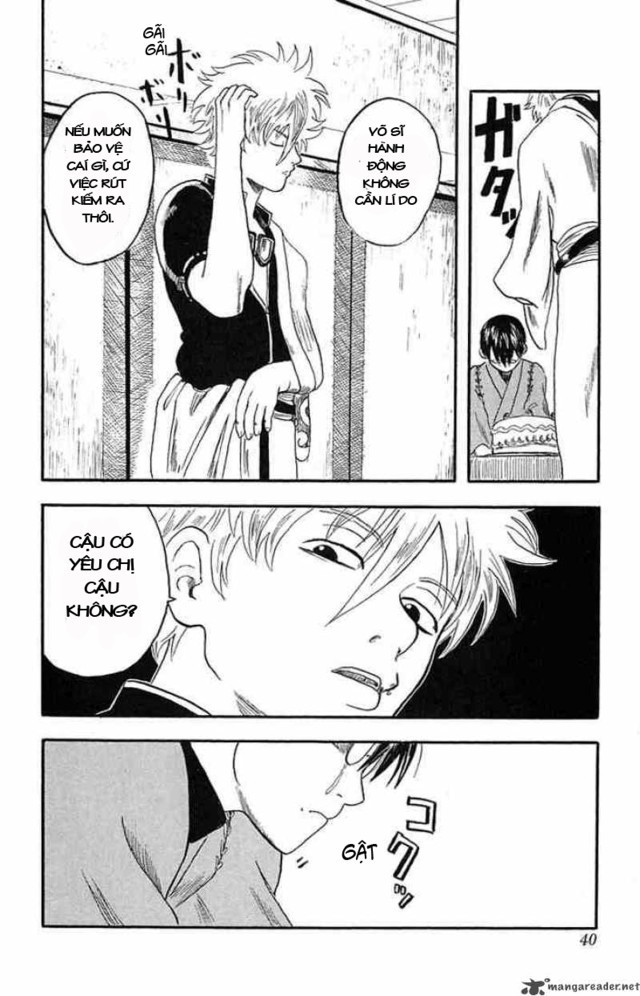 ガタッ
VÕ SĨ
HÀNH
ĐỘNG
KHÔNG
CẦN LÍ DO
GÃI
GÃI
ボリ
ボリ
NẾU MUỐN
BẢO VỆ
CAÍ GÌ, CỨ
VIỆC RÚT
KIẾM RA
THÔI.
CẬU CÓ
YÊU CHỊ
CẬU
KHÔNG?
GẬT
コクッ
40
mangareader.net